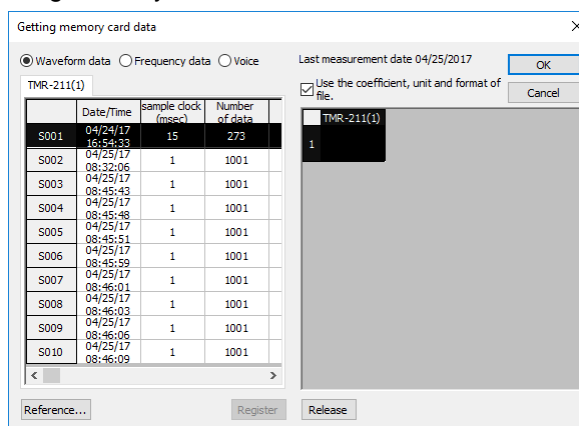 Getting memory card data
Waveform data Frequency data Voice
Last measurement date 04/25/2017
OK
TMR-211(1)
Use the coefficient, unit and format of
file.
Cancel
Date/Time sample clock (msec) Number of data
S001 04/24/17 16:54:33 15 273
S002 04/25/17 08:32:06 1 1001
S003 04/25/17 08:45:43 1 1001
S004 04/25/17 08:45:48 1 1001
S005 04/25/17 08:45:51 1 1001
S006 04/25/17 08:45:59 1 1001
S007 04/25/17 08:46:01 1 1001
S008 04/25/17 08:46:03 1 1001
S009 04/25/17 08:46:06 1 1001
S010 04/25/17 08:46:09 1 1001
TMR-211(1)
1
Reference... Register Release